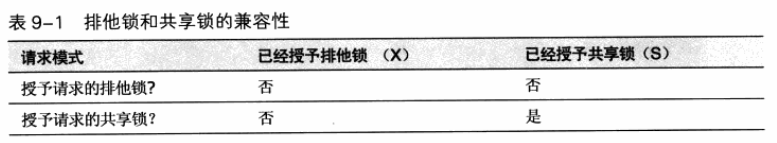 表 9-1 排他锁和共享锁的兼容性
请求模式 已经授予排他锁 （X） 已经授予共享锁（S）
授予请求的排他锁? 否 否
授予请求的共享锁? 否 是